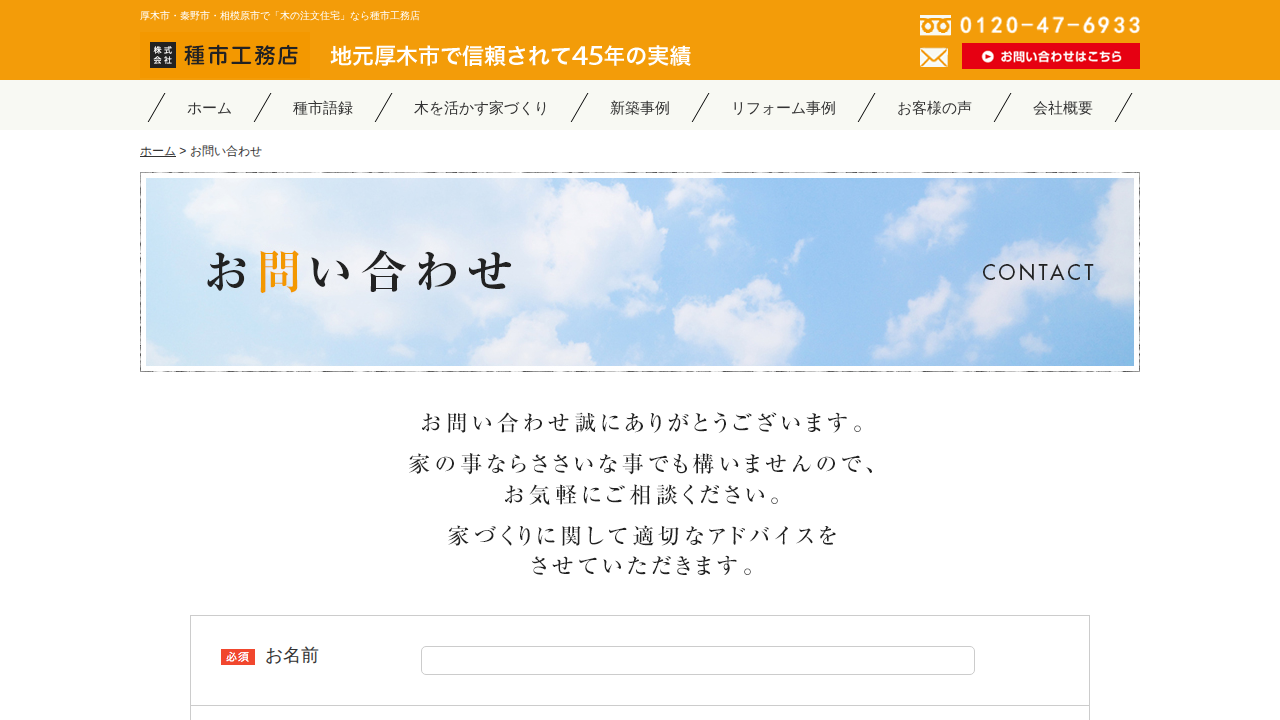 厚木市・秦野市・相模原市で「木の注文住宅」なら種市工務店
0120-47-6933
株式会社 種市工務店 地元厚木市で信頼されて45年の実績
お問い合わせはこちら
ホーム 種市語録 木を活かす家づくり 新築事例 リフォーム事例 お客様の声 会社概要
ホーム > お問い合わせ
お問い合わせ
CONTACT
お問い合わせ誠にありがとうございます。
家の事ならささいな事でも構いませんので、
お気軽にご相談ください。
家づくりに関して適切なアドバイスを
させていただきます。
必須 お名前